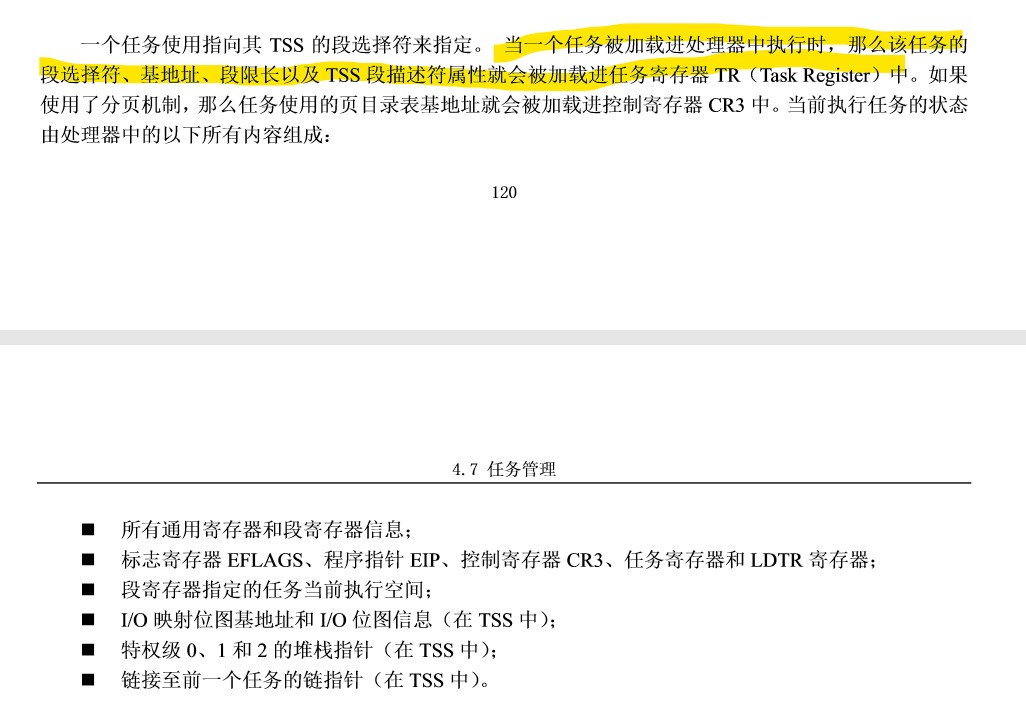 一个任务使用指向其 TSS 的段选择符来指定。 当一个任务被加载进处理器中执行时，那么该任务的
段选择符、基地址、段限长以及 TSS 段描述符属性就会被加载进任务寄存器 TR（Task Register）中。如果
使用了分页机制，那么任务使用的页目录表基地址就会被加载进控制寄存器 CR3 中。当前执行任务的状态
由处理器中的以下所有内容组成：
120
4.7 任务管理
■ 所有通用寄存器和段寄存器信息；
■ 标志寄存器 EFLAGS、程序指针 EIP、控制寄存器 CR3、任务寄存器和 LDTR 寄存器；
■ 段寄存器指定的任务当前执行空间；
■ I/O 映射位图基地址和 I/O 位图信息（在 TSS 中）；
■ 特权级 0、1 和 2 的堆栈指针（在 TSS 中）；
■ 链接至前一个任务的链指针（在 TSS 中）。